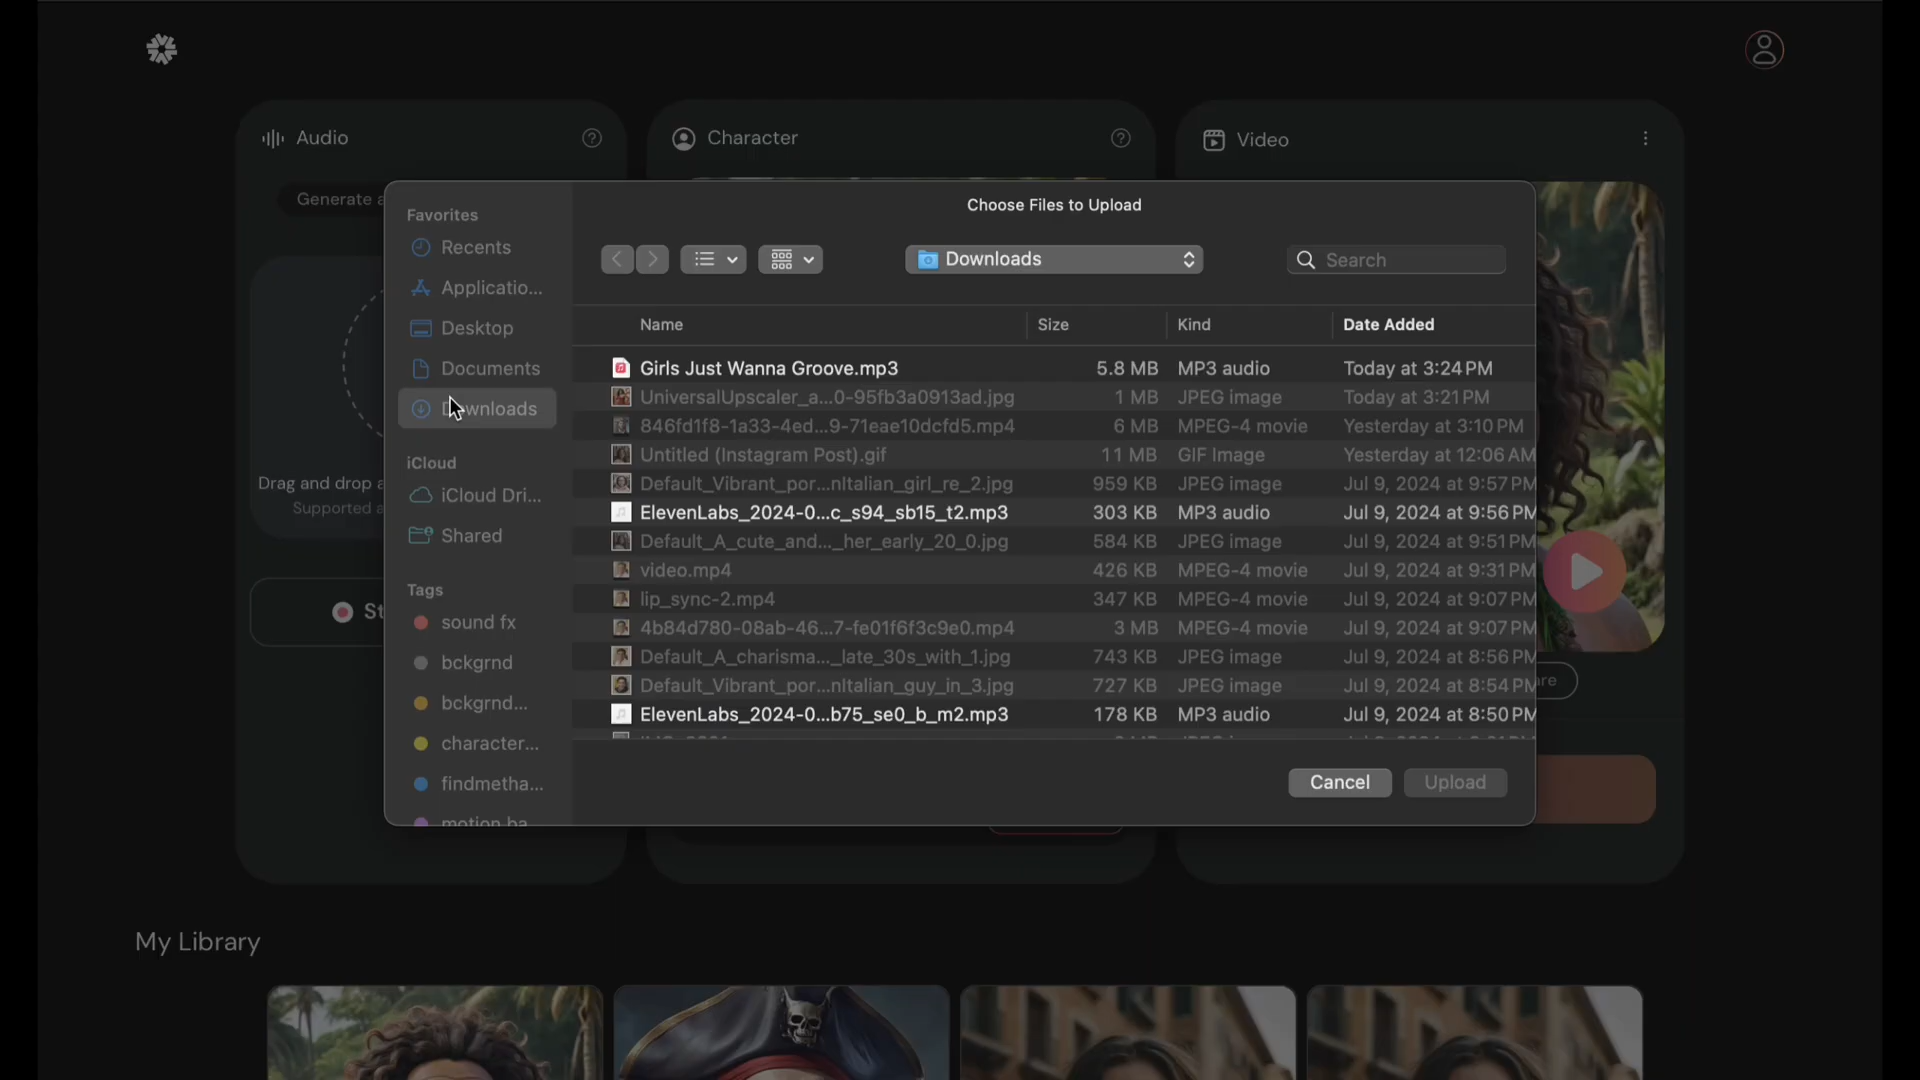 Audio
Character
Video
Generate a
Drag and drop a
Supported a
St
Favorites
Recents
Applicatio...
Desktop
Documents
Downloads
iCloud
iCloud Dri...
Shared
Tags
sound fx
bckgrnd
bckgrnd...
character...
findmetha...
motion ba
Choose Files to Upload
Downloads
Search
Name Size Kind Date Added
Girls Just Wanna Groove.mp3 5.8 MB MP3 audio Today at 3:24 PM
UniversalUpscaler_a...0-95fb3a0913ad.jpg 1 MB JPEG image Today at 3:21 PM
846fd1f8-1a33-4ed...9-71eae10dcfd5.mp4 6 MB MPEG-4 movie Yesterday at 3:10 PM
Untitled (Instagram Post).gif 11 MB GIF Image Yesterday at 12:06 AM
Default_Vibrant_por...nItalian_girl_re_2.jpg 959 KB JPEG image Jul 9, 2024 at 9:57 PM
ElevenLabs_2024-0...c_s94_sb15_t2.mp3 303 KB MP3 audio Jul 9, 2024 at 9:56 PM
Default_A_cute_and..._her_early_20_0.jpg 584 KB JPEG image Jul 9, 2024 at 9:51 PM
video.mp4 426 KB MPEG-4 movie Jul 9, 2024 at 9:31 PM
lip_sync-2.mp4 347 KB MPEG-4 movie Jul 9, 2024 at 9:07 PM
4b84d780-08ab-46...7-fe01f6f3c9e0.mp4 3 MB MPEG-4 movie Jul 9, 2024 at 9:07 PM
Default_A_charisma..._late_30s_with_1.jpg 743 KB JPEG image Jul 9, 2024 at 8:56 PM
Default_Vibrant_por...nItalian_guy_in_3.jpg 727 KB JPEG image Jul 9, 2024 at 8:54 PM
ElevenLabs_2024-0...b75_se0_b_m2.mp3 178 KB MP3 audio Jul 9, 2024 at 8:50 PM
Cancel
Upload
are
My Library